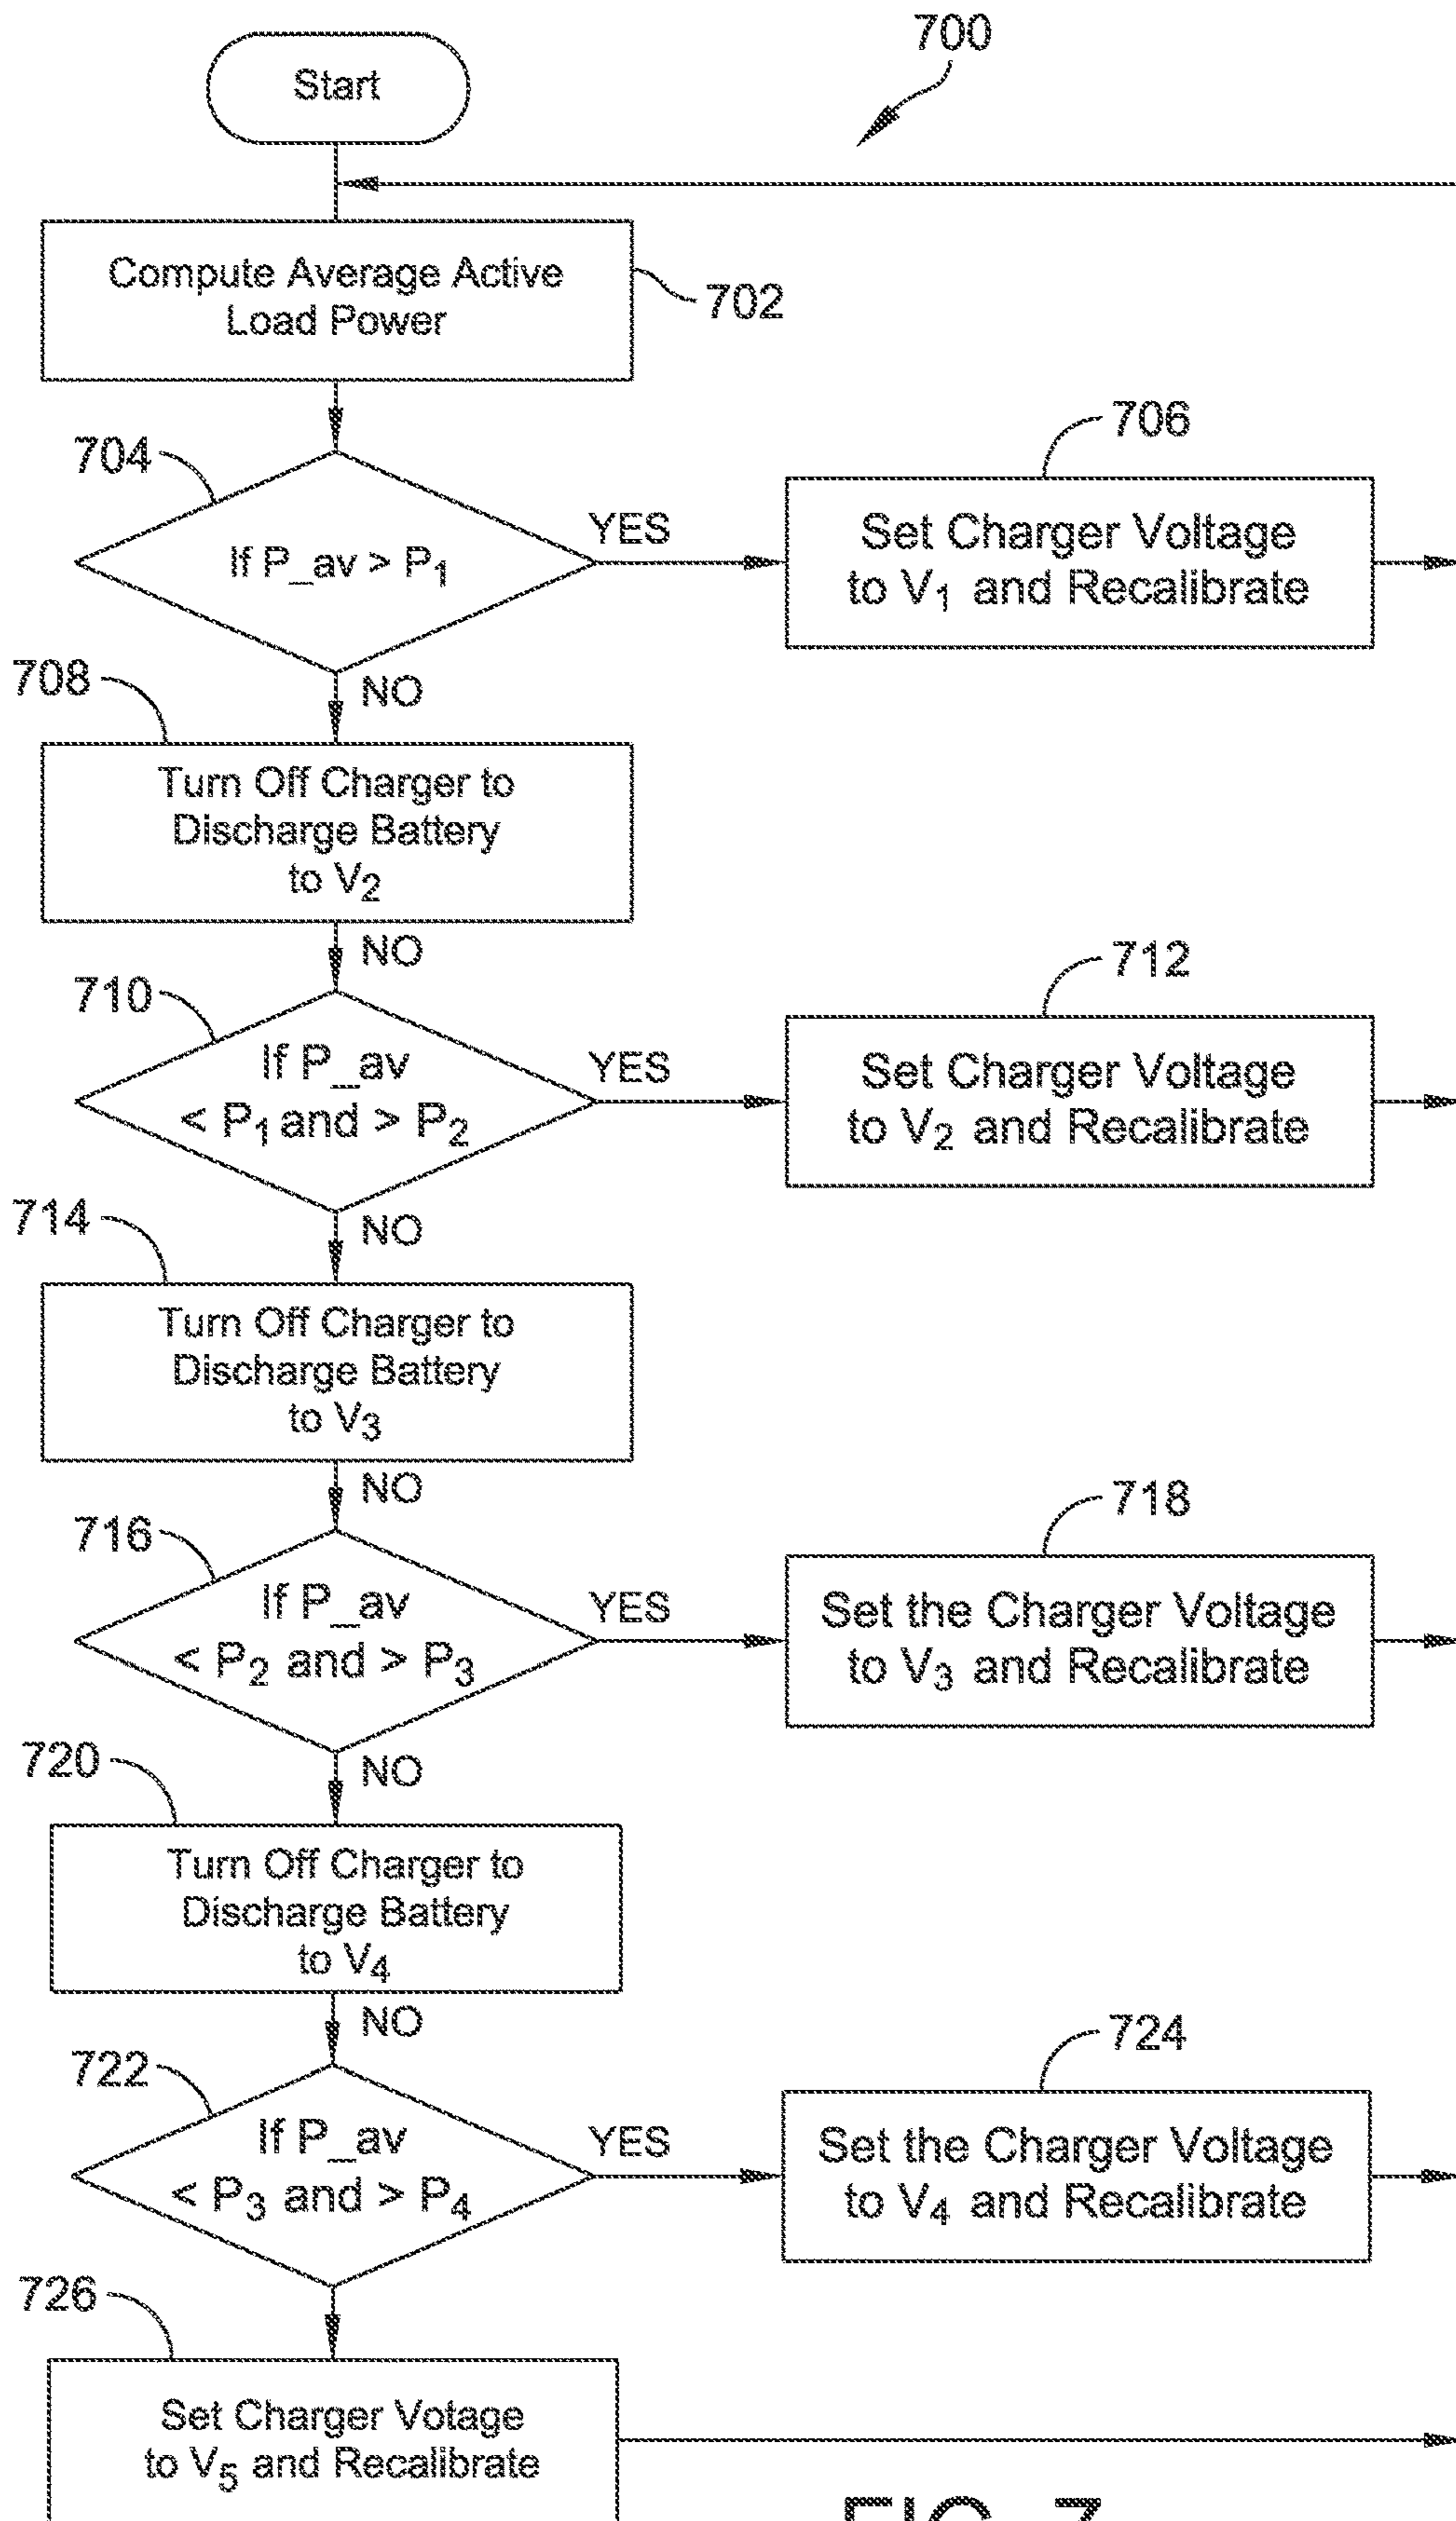 700
Start
Compute Average Active
Load Power
702
704
If P_av > P₁
YES
706
Set Charger Voltage
to V₁ and Recalibrate
NO
708
Turn Off Charger to
Discharge Battery
to V₂
NO
710
If P_av
< P₁ and > P₂
YES
712
Set Charger Voltage
to V₂ and Recalibrate
NO
714
Turn Off Charger to
Discharge Battery
to V₃
NO
716
If P_av
< P₂ and > P₃
YES
718
Set the Charger Voltage
to V₃ and Recalibrate
NO
720
Turn Off Charger to
Discharge Battery
to V₄
NO
722
If P_av
< P₃ and > P₄
YES
724
Set the Charger Voltage
to V₄ and Recalibrate
726
Set Charger Votage
to V₅ and Recalibrate
FIG. 7